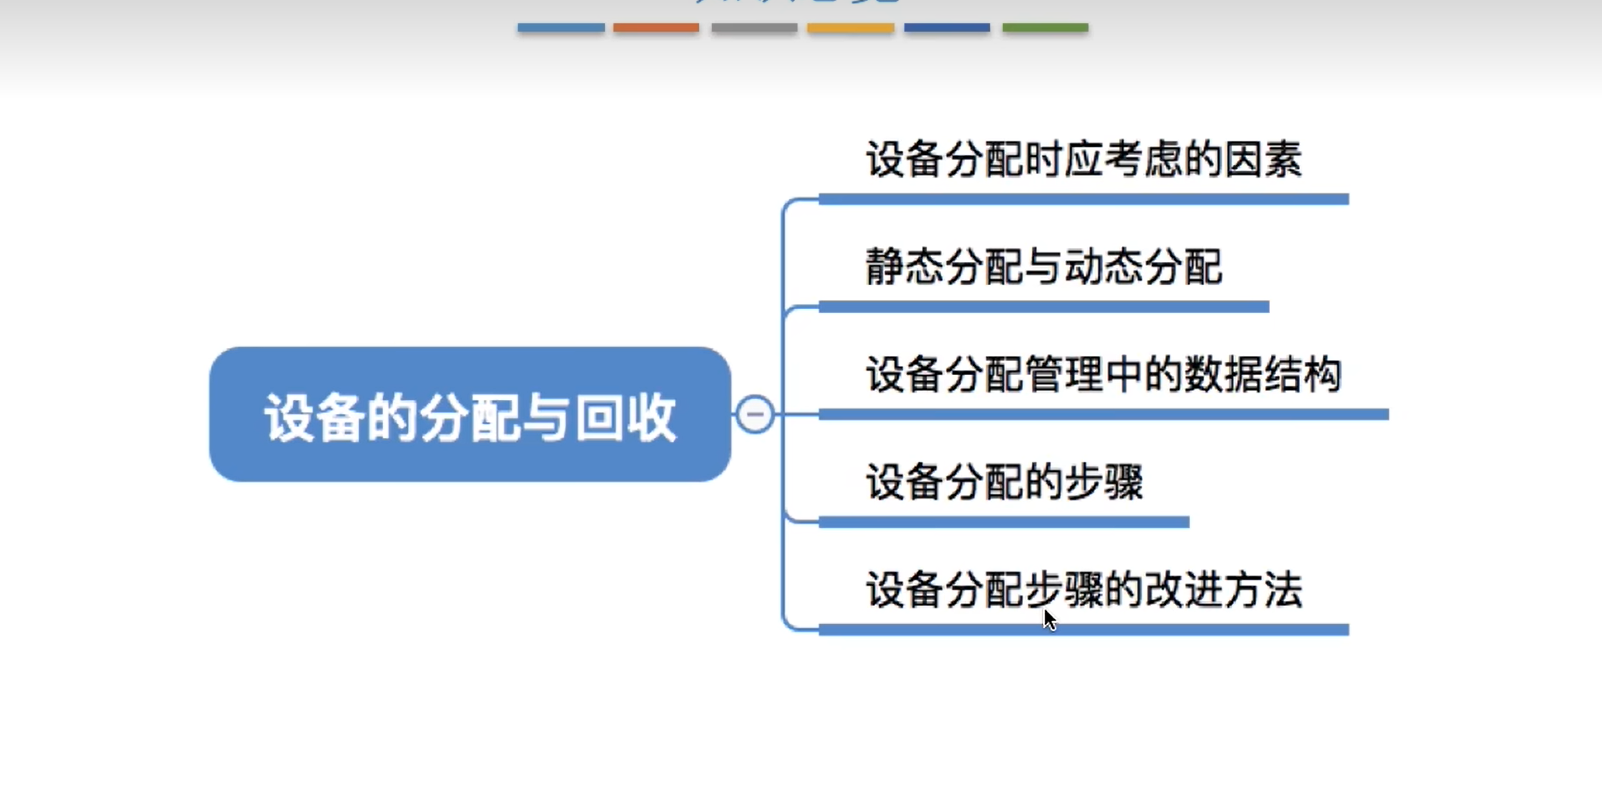 设备的分配与回收
设备分配时应考虑的因素
静态分配与动态分配
设备分配管理中的数据结构
设备分配的步骤
设备分配步骤的改进方法